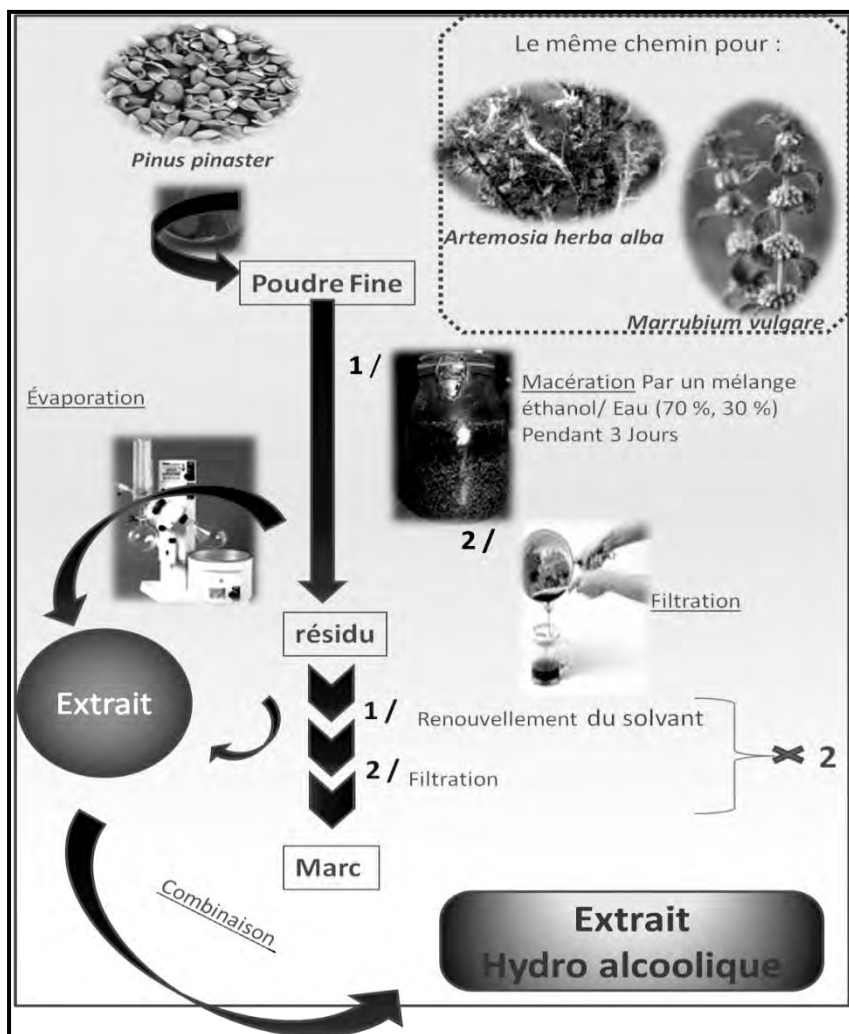 Le même chemin pour :
Pinus pinaster
Artemosia herba alba
Marrubium vulgare
Poudre Fine
1 /
Macération Par un mélange
éthanol/ Eau (70 %, 30 %)
Pendant 3 Jours
Évaporation
2 /
Filtration
résidu
Extrait
1 / Renouvellement du solvant
2 / Filtration
× 2
Marc
Combinaison
Extrait
Hydro alcoolique